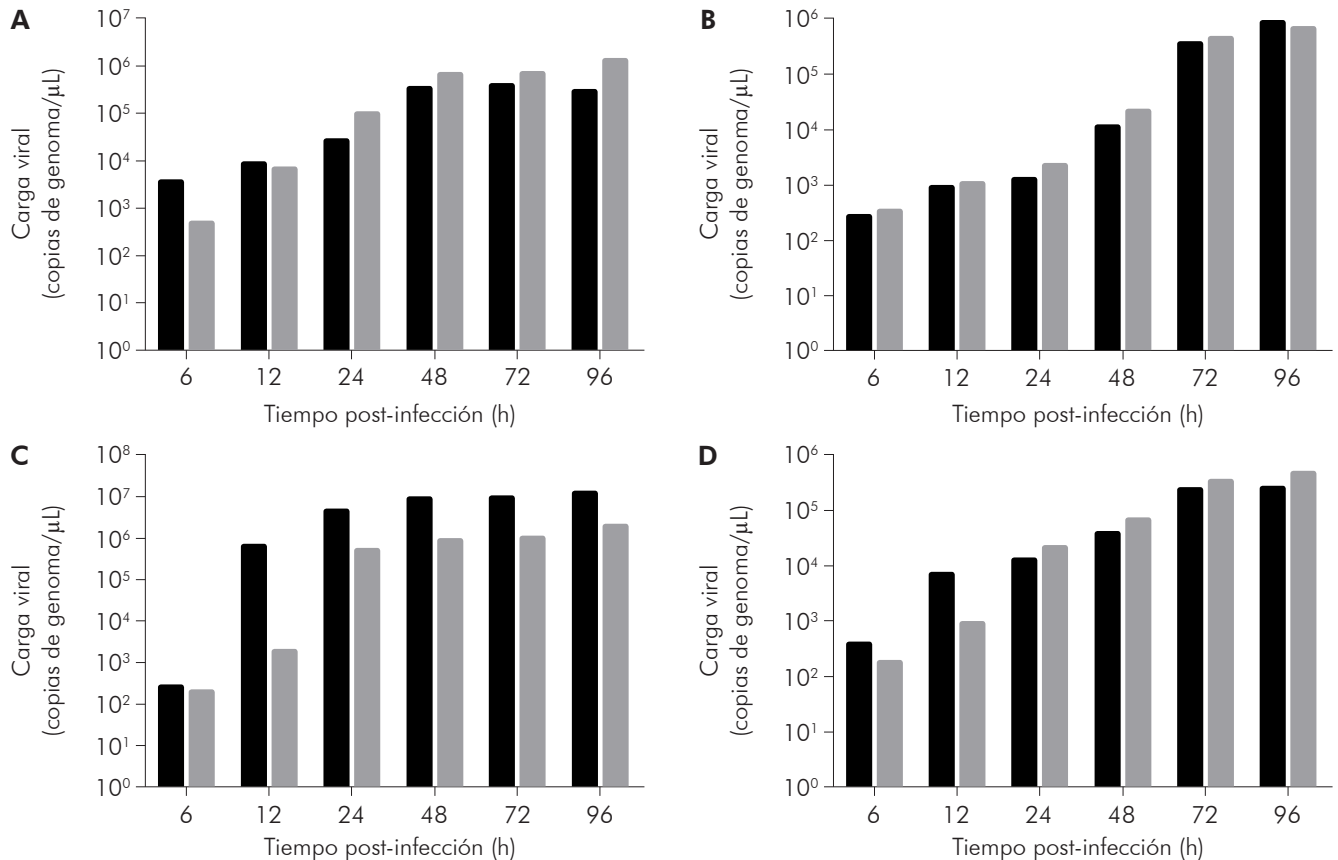 A
10⁷
10⁶
10⁵
10⁴
10³
10²
10¹
10⁰
Carga viral
(copias de genoma/µL)
6 12 24 48 72 96
Tiempo post-infección (h)
B
10⁶
10⁵
10⁴
10³
10²
10¹
10⁰
Carga viral
(copias de genoma/µL)
6 12 24 48 72 96
Tiempo post-infección (h)
C
10⁸
10⁷
10⁶
10⁵
10⁴
10³
10²
10¹
10⁰
Carga viral
(copias de genoma/µL)
6 12 24 48 72 96
Tiempo post-infección (h)
D
10⁶
10⁵
10⁴
10³
10²
10¹
10⁰
Carga viral
(copias de genoma/µL)
6 12 24 48 72 96
Tiempo post-infección (h)